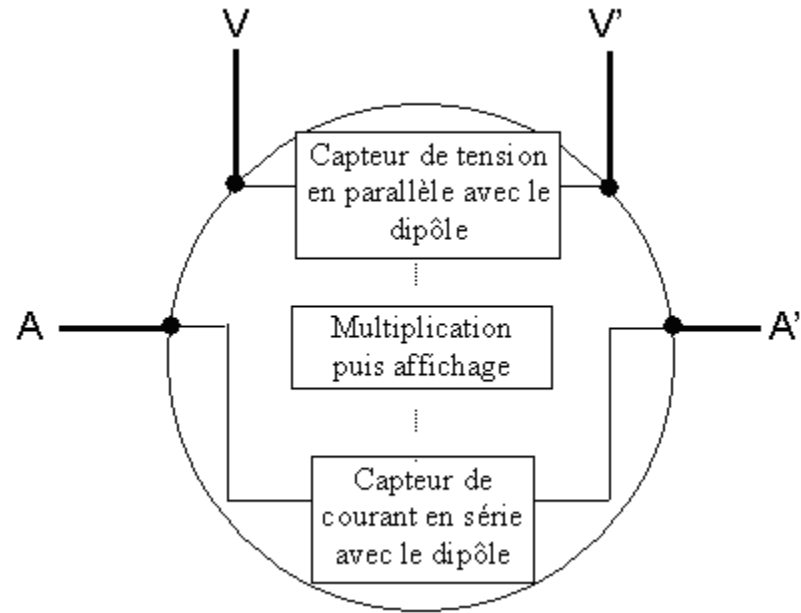 V
V'
Capteur de tension
en parallèle avec le
dipôle
A
Multiplication
puis affichage
A'
Capteur de
courant en série
avec le dipôle